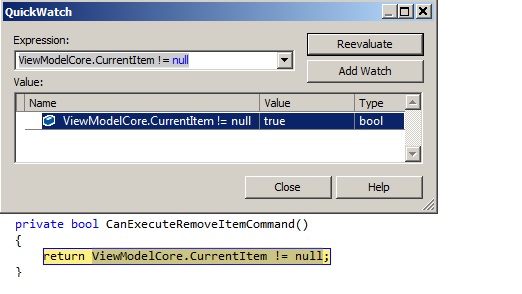 QuickWatch
Expression:
ViewModelCore.CurrentItem != null
Reevaluate
Add Watch
Value:
Name Value Type
ViewModelCore.CurrentItem != null true bool
Close Help
private bool CanExecuteRemoveItemCommand()
{
return ViewModelCore.CurrentItem != null;
}